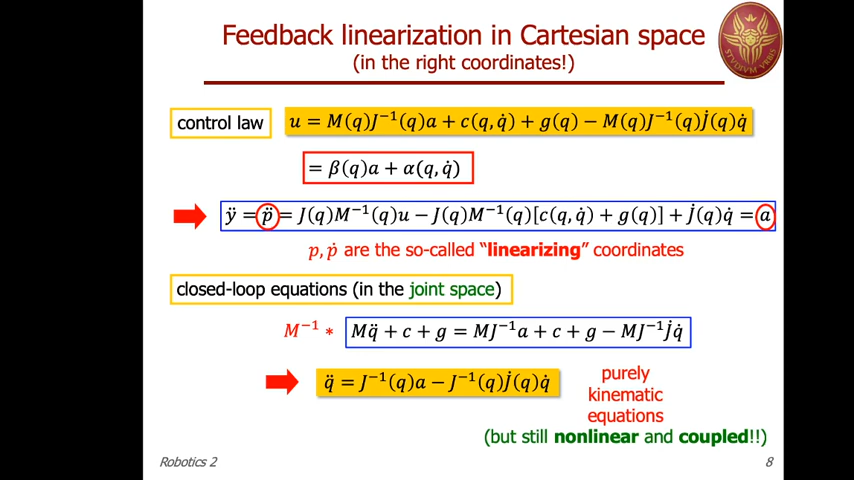 Feedback linearization in Cartesian space
(in the right coordinates!)
STVDIVM VRBIS
control law
u = M(q)J⁻¹(q)a + c(q, q̇) + g(q) − M(q)J⁻¹(q)J̇(q)q̇
= β(q)a + α(q, q̇)
ÿ = p̈ = J(q)M⁻¹(q)u − J(q)M⁻¹(q)[c(q, q̇) + g(q)] + J̇(q)q̇ = a
p, ṗ are the so-called “linearizing” coordinates
closed-loop equations (in the joint space)
M⁻¹ * Mq̈ + c + g = MJ⁻¹a + c + g − MJ⁻¹J̇q̇
q̈ = J⁻¹(q)a − J⁻¹(q)J̇(q)q̇
purely
kinematic
equations
(but still nonlinear and coupled!!)
Robotics 2
8